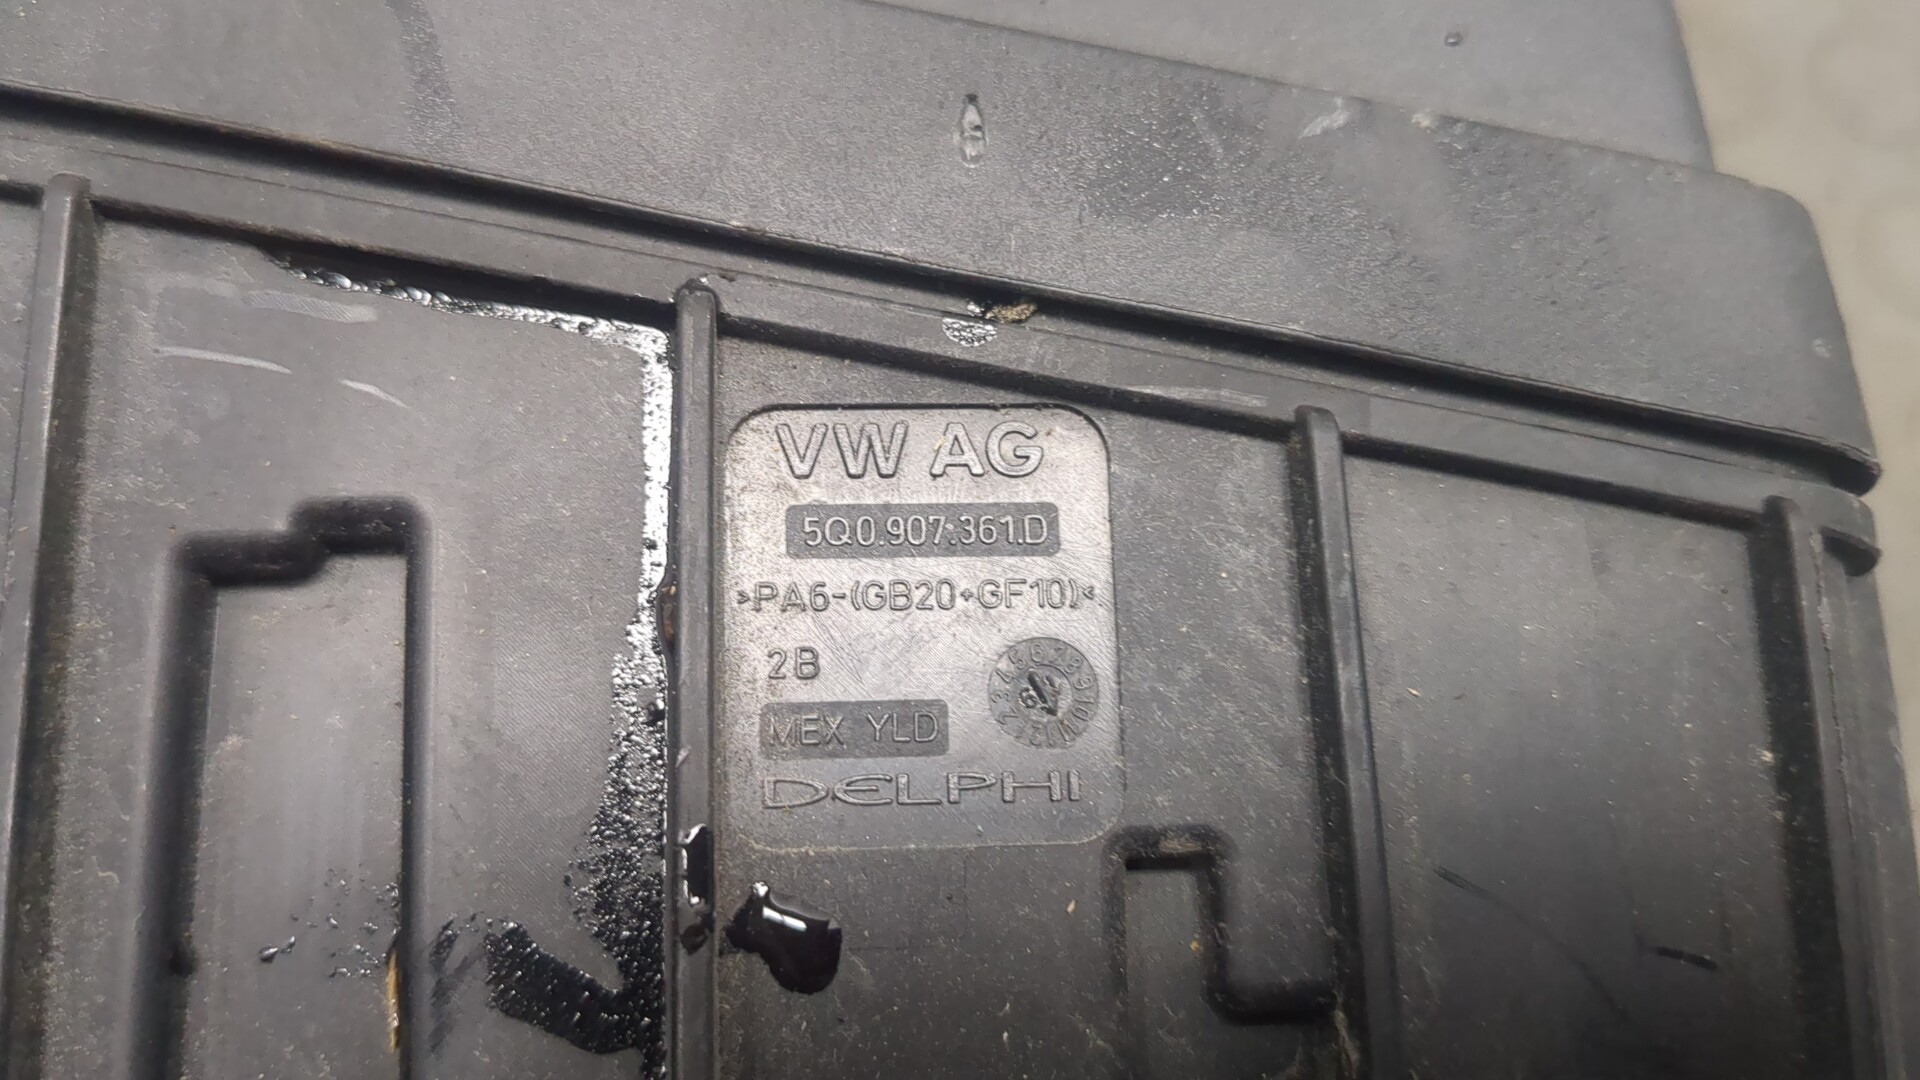 VW AG
5Q0.907.361.D
>PA6-(GB20+GF10)<
2B
MEX YLD
DELPHI